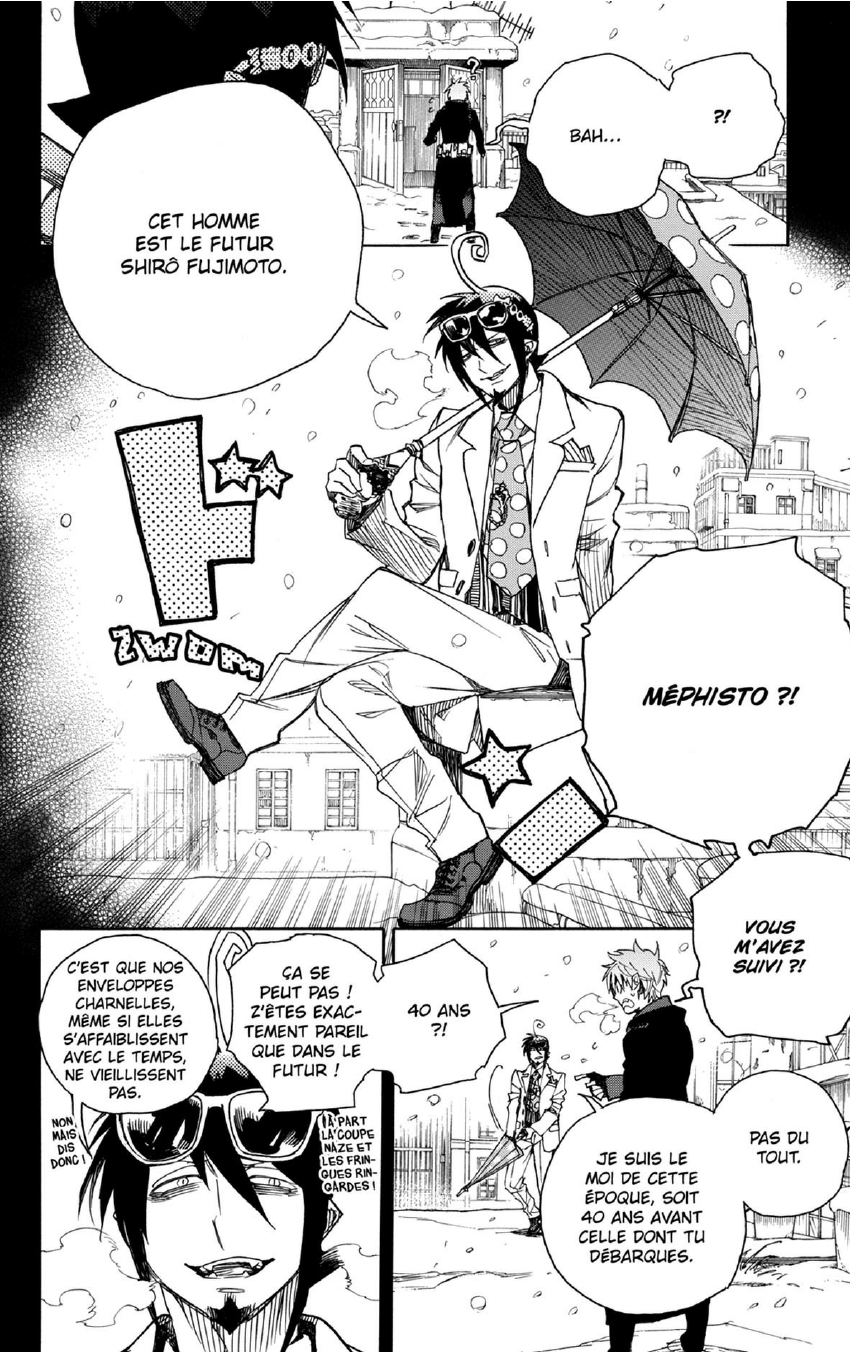 ?!
BAH...
CET HOMME
EST LE FUTUR
SHIRÔ FUJIMOTO.
ド
ZWOM
MÉPHISTO ?!
VOUS
M'AVEZ
SUIVI ?!
PAS DU
TOUT.
JE SUIS LE
MOI DE CETTE
ÉPOQUE, SOIT
40 ANS AVANT
CELLE DONT TU
DÉBARQUES.
40 ANS
?!
ÇA SE
PEUT PAS !
Z'ÊTES EXAC-
TEMENT PAREIL
QUE DANS LE
FUTUR !
À PART
LA COUPE
NAZE ET
LES FRIN-
GUES RIN-
GARDES !
C'EST QUE NOS
ENVELOPPES
CHARNELLES,
MÊME SI ELLES
S'AFFAIBLISSENT
AVEC LE TEMPS,
NE VIEILLISSENT
PAS.
NON
MAIS
DIS
DONC !